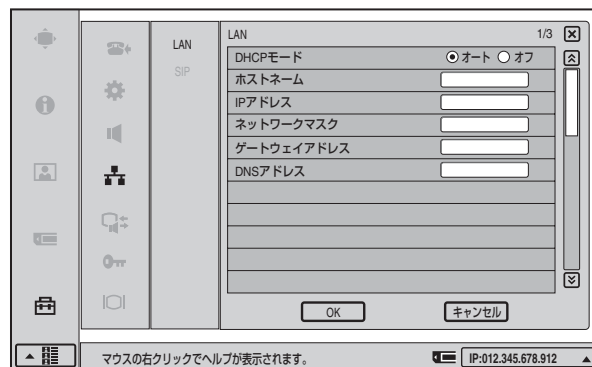 LAN
SIP
LAN 1/3
DHCPモード オート オフ
ホストネーム
IPアドレス
ネットワークマスク
ゲートウェイアドレス
DNSアドレス
OK キャンセル
マウスの右クリックでヘルプが表示されます。 IP:012.345.678.912